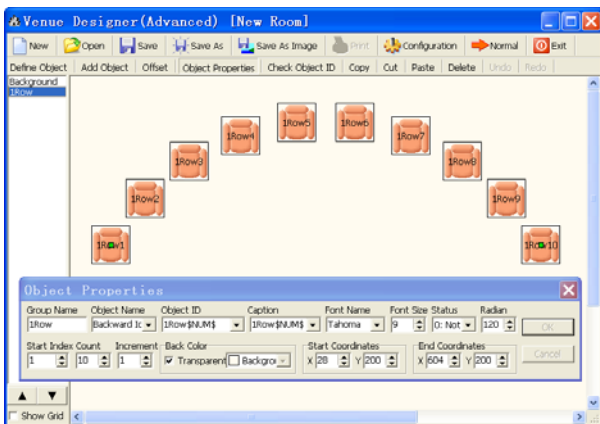 Venue Designer(Advanced) [New Room]
New Open Save Save As Save As Image Print Configuration Normal Exit
Define Object Add Object Offset Object Properties Check Object ID Copy Cut Paste Delete Undo Redo
Background
1Row
1Row5 1Row6
1Row4 1Row7
1Row3 1Row8
1Row2 1Row9
1Row1 1Row10
Object Properties
Group Name Object Name Object ID Caption Font Name Font Size Status Radian
1Row Backward Ic 1Row$NUM$ 1Row$NUM$ Tahoma 9 0: Not 120 OK
Start Index Count Increment Back Color Start Coordinates End Coordinates
1 10 1 Transparent Backgro X 28 Y 200 X 604 Y 200 Cancel
Show Grid